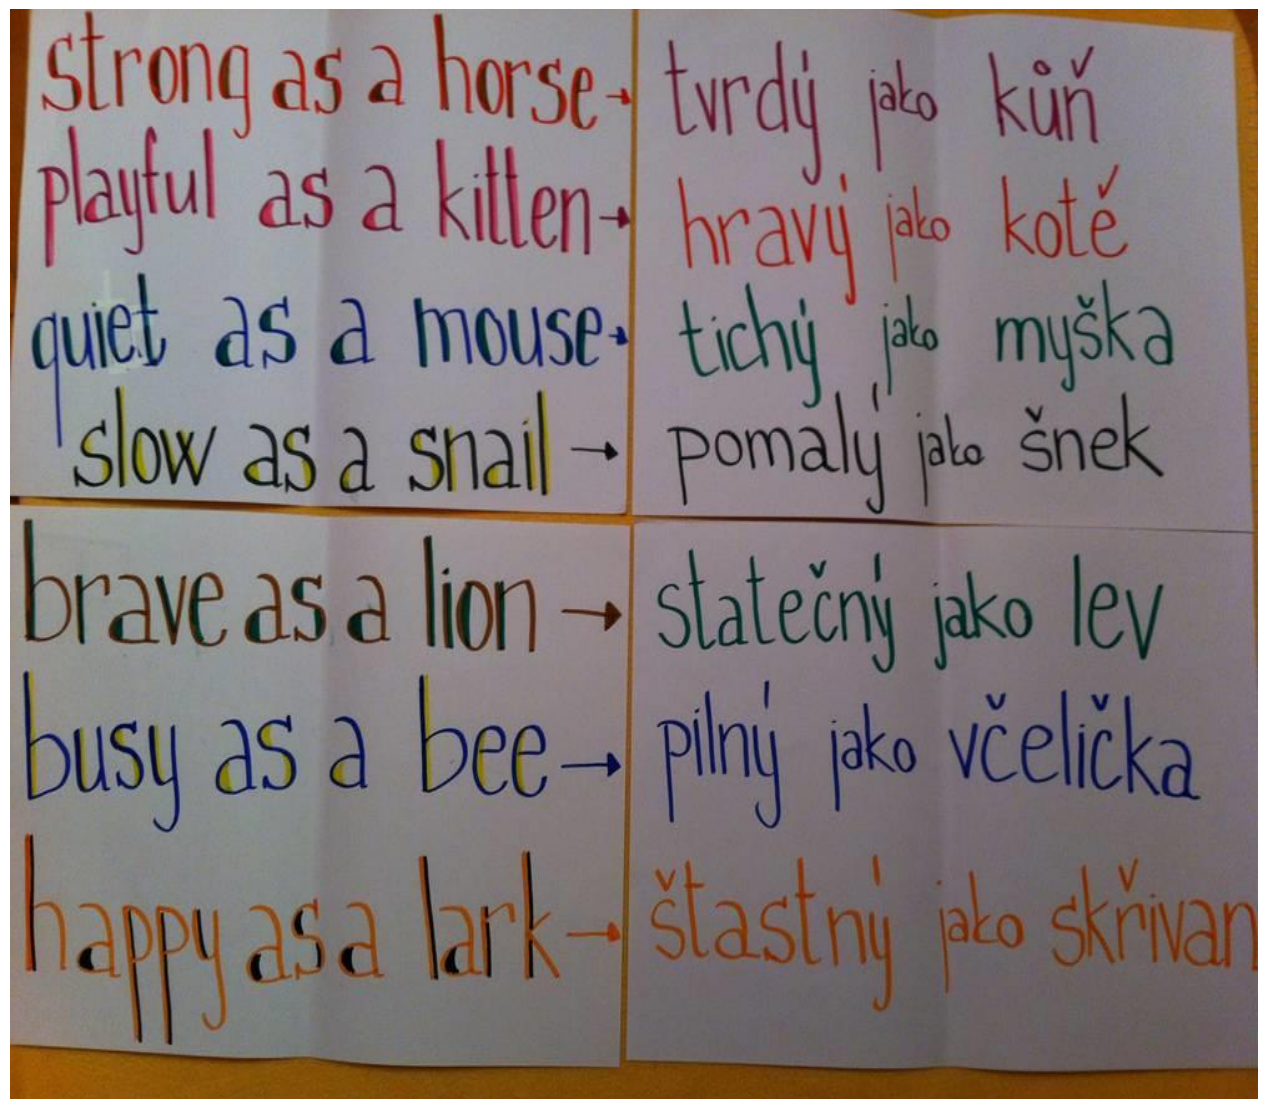 strong as a horse → tvrdý jako kůň
playful as a kitten → hravý jako kotě
quiet as a mouse → tichý jako myška
slow as a snail → pomalý jako šnek
brave as a lion → statečný jako lev
busy as a bee → pilný jako včelička
happy as a lark → štastný jako skřivan